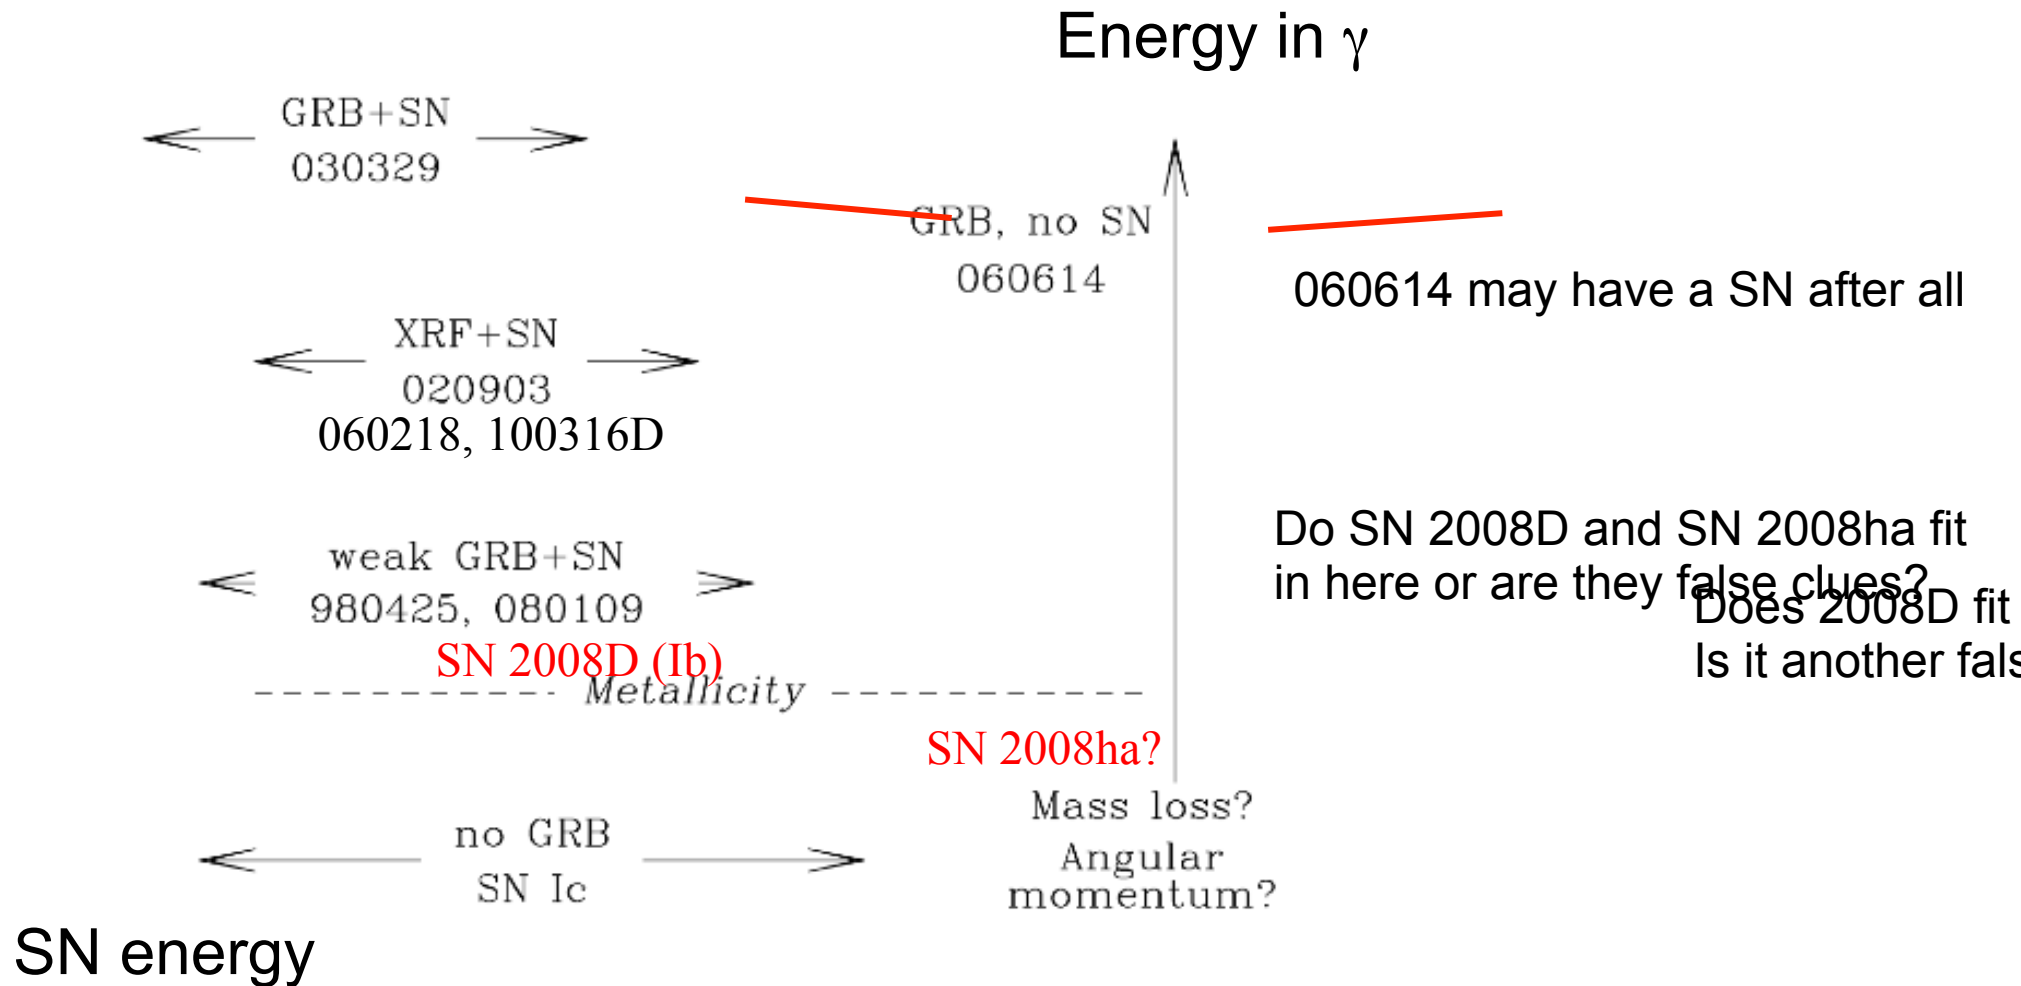 Energy in γ
GRB+SN
030329
GRB, no SN
060614
060614 may have a SN after all
XRF+SN
020903
060218, 100316D
Do SN 2008D and SN 2008ha fit
in here or are they false clues?
weak GRB+SN
980425, 080109
Does 2008D fit
Is it another fals
SN 2008D (Ib)
Metallicity
SN 2008ha?
Mass loss?
Angular
momentum?
no GRB
SN Ic
SN energy